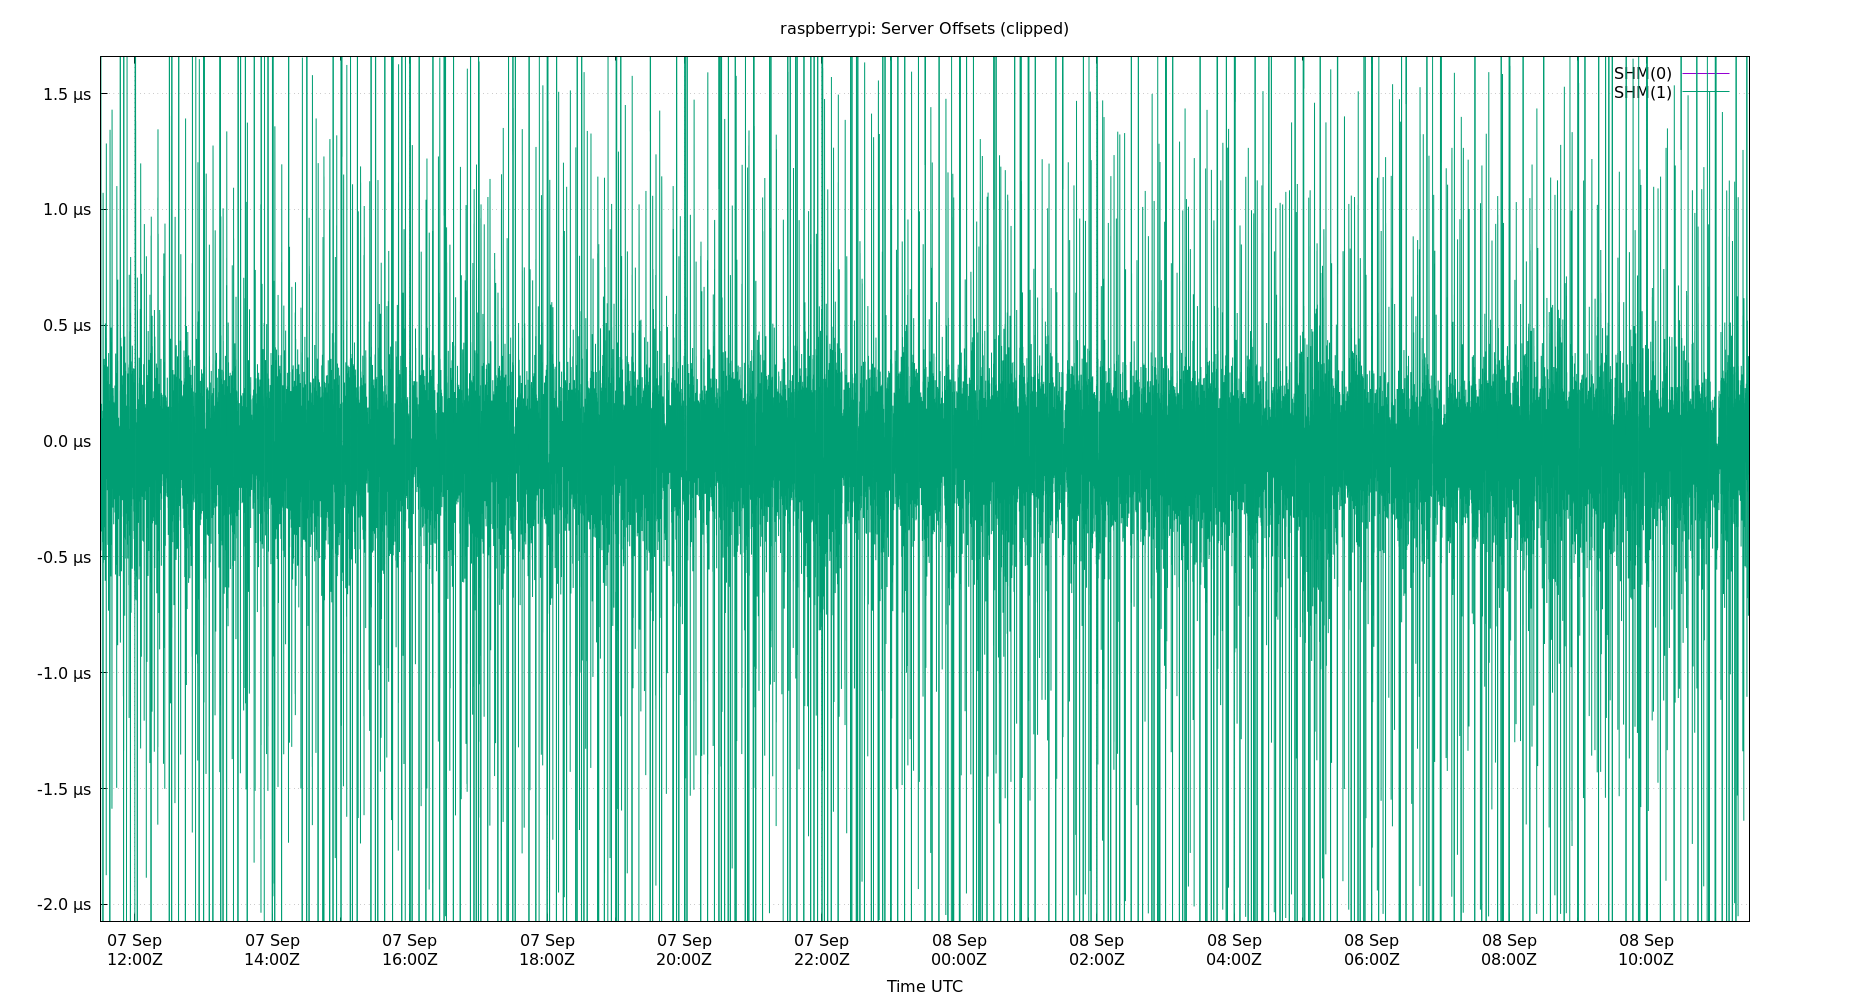 raspberrypi: Server Offsets (clipped)
SHM(0)
SHM(1)
1.5 µs
1.0 µs
0.5 µs
0.0 µs
-0.5 µs
-1.0 µs
-1.5 µs
-2.0 µs
07 Sep 07 Sep 07 Sep 07 Sep 07 Sep 07 Sep 08 Sep 08 Sep 08 Sep 08 Sep 08 Sep 08 Sep
12:00Z 14:00Z 16:00Z 18:00Z 20:00Z 22:00Z 00:00Z 02:00Z 04:00Z 06:00Z 08:00Z 10:00Z
Time UTC